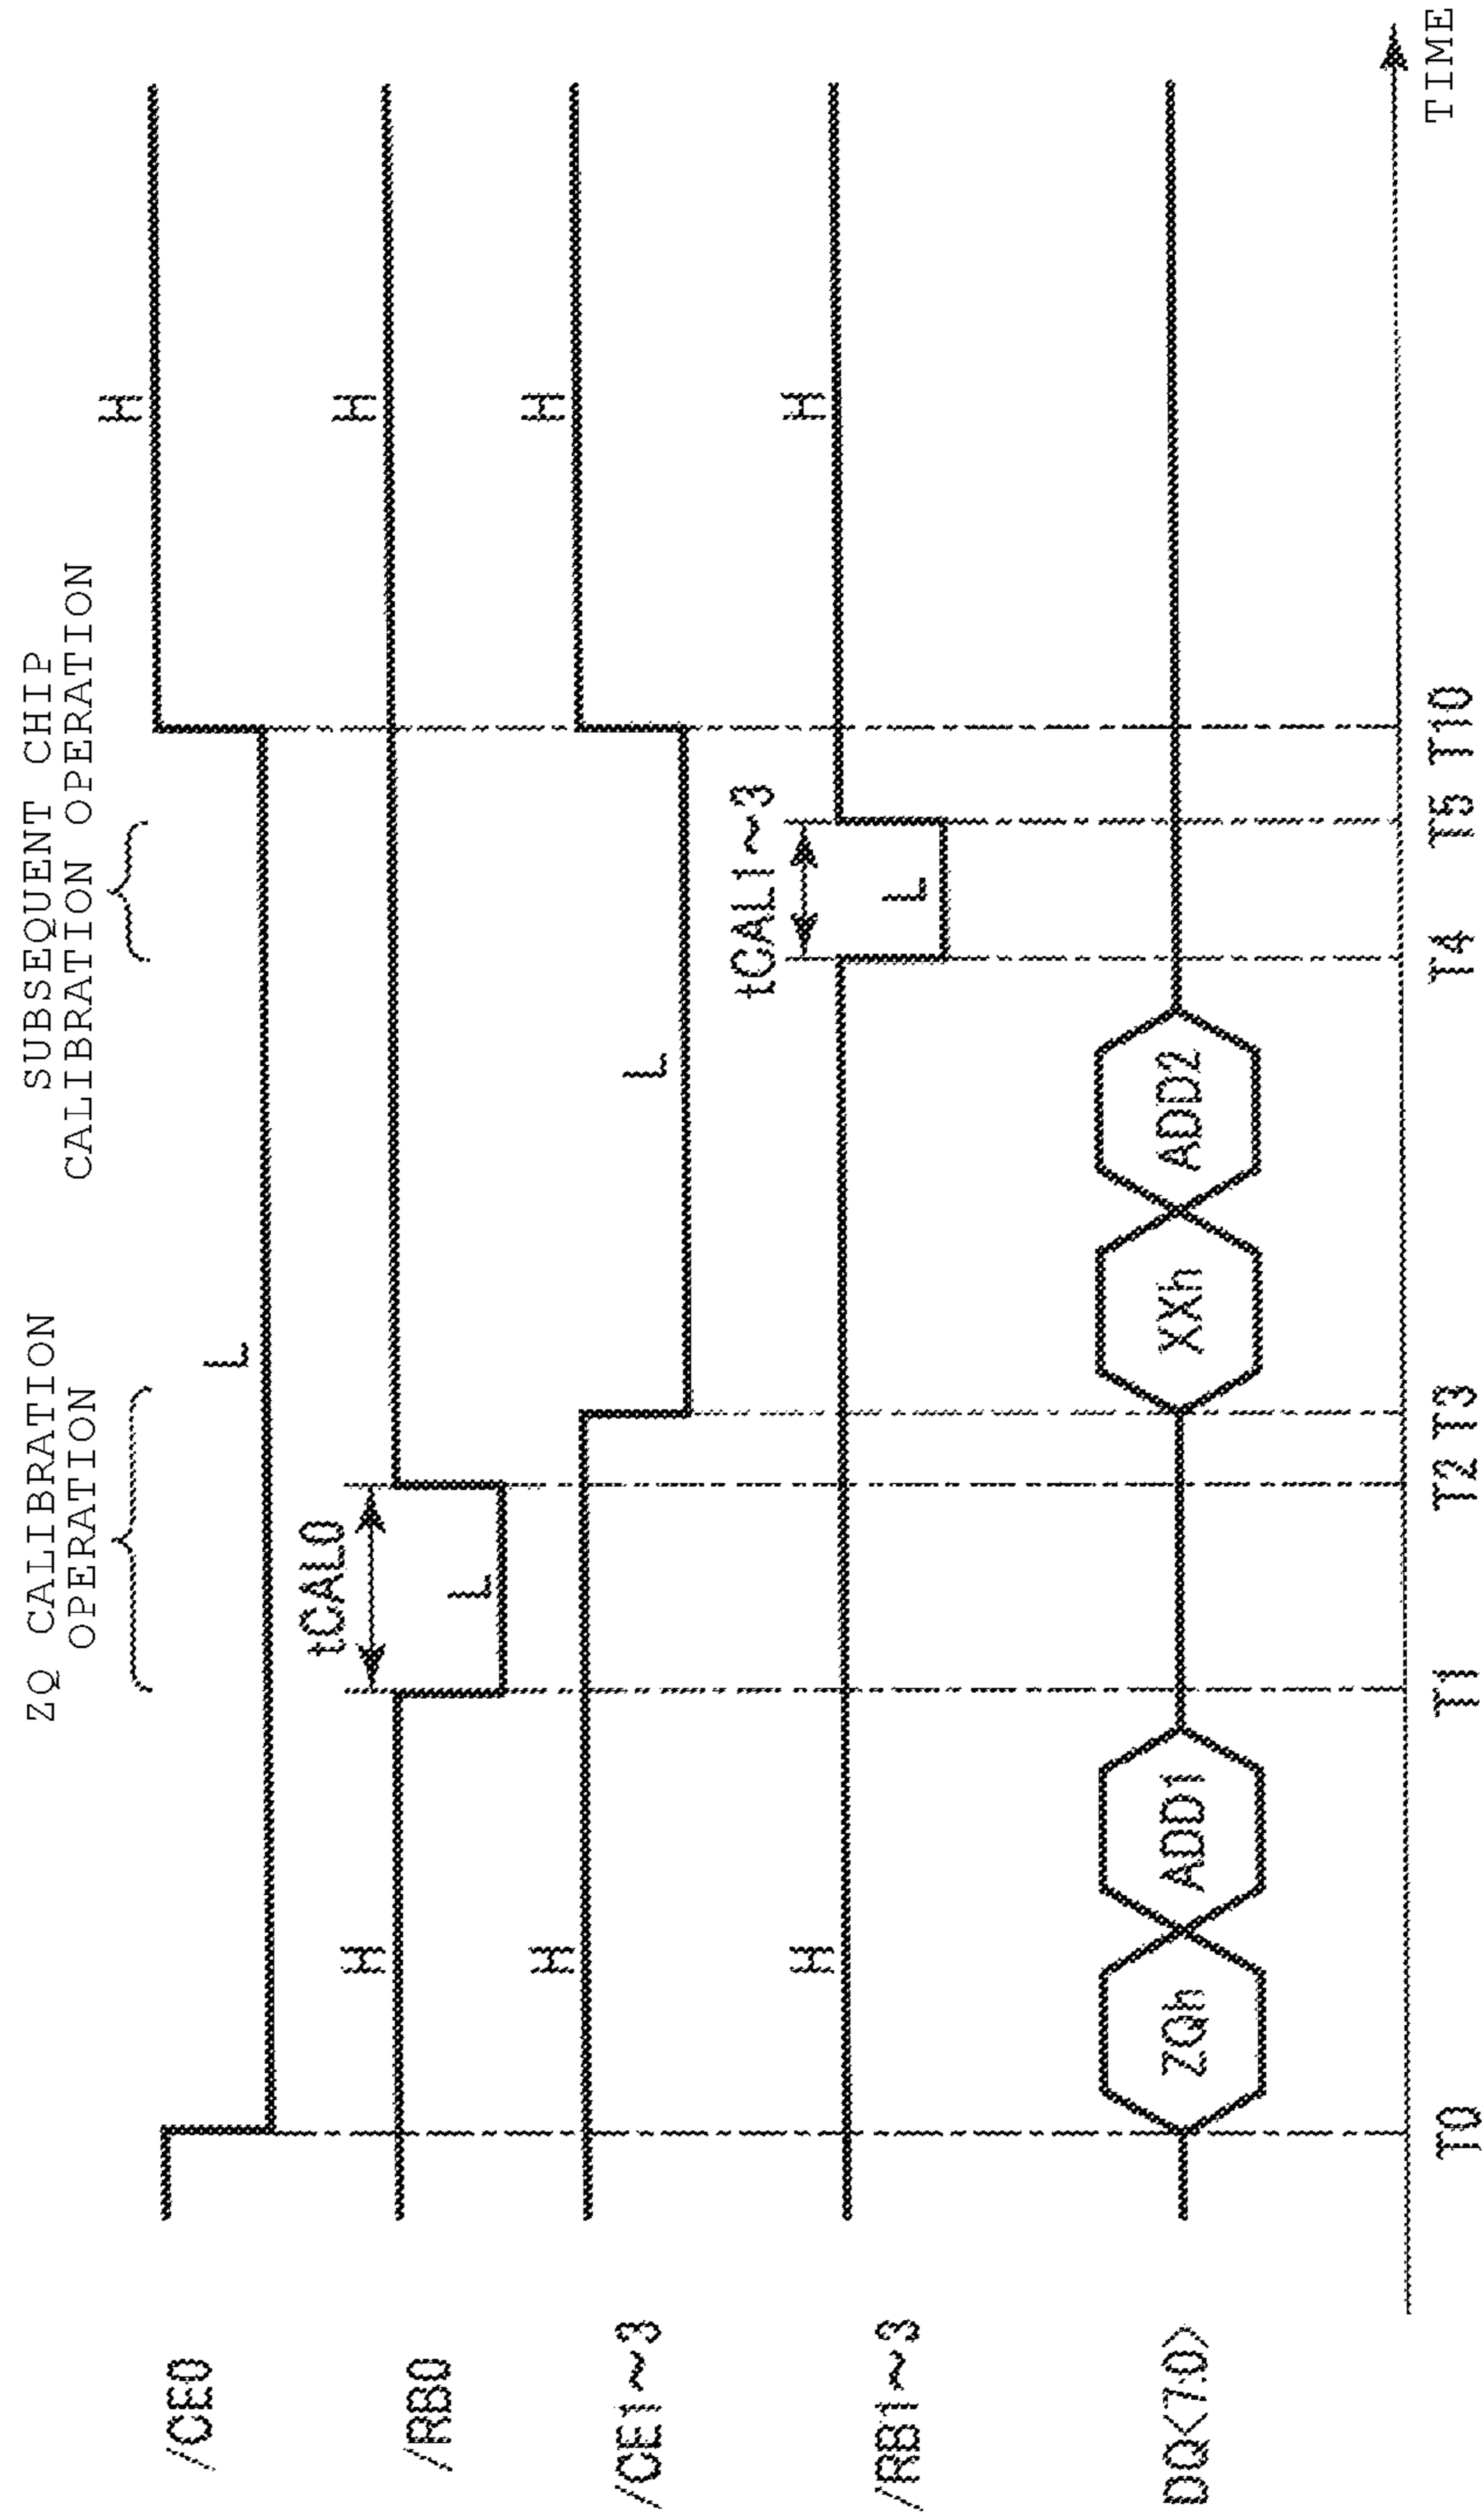 ZQ CALIBRATION
OPERATION
SUBSEQUENT CHIP
CALIBRATION OPERATION
/CE0
L
H
/RB0
H
tCAL0
L
H
/CE1~3
H
L
H
/RB1~3
H
tCAL1~3
L
H
DQ<7:0>
ZQh
ADD1
XXh
ADD2
T0
T1
T2
T3
T4
T5
T10
TIME